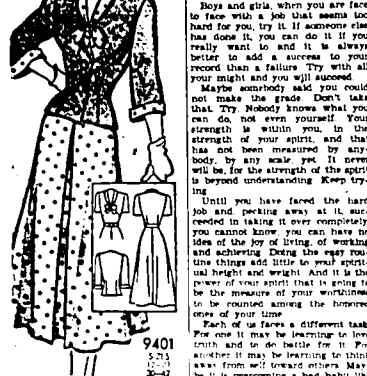 Boys and girls, when you are face
to face with a job that seems too
hard for you, try it. If someone else
has done it, you can do it if you
really want to and it is always
better to add a success to your
record than a failure. Try with all
your might and you will succeed.
Maybe somebody said you could
not make the grade. Don't take
that. Try. Nobody knows what you
can do, not even yourself. Your
strength is within you, in the
strength of your spirit, and that
has not been measured by any-
body, by any scale, yet. It never
will be, for the strength of the spirit
is beyond understanding. Keep try-
ing
Until you have faced the hard
job and pecking away at it, suc-
ceeded in taking it over completely
you cannot know, you can have no
idea of the joy of living, of working
and achieving. Doing the easy rou-
tine things add little to your spirit-
ual height and weight. And it is the
power of your spirit that is going to
be the measure of your worthiness
to be counted among the honored
ones of your time
Each of us faces a different task
For one it may be learning to love
truth and to do battle for it. For
another it may be learning to think
away from self toward others. May-
be it is overcoming a bad habit like
9401
SIZES
30-42